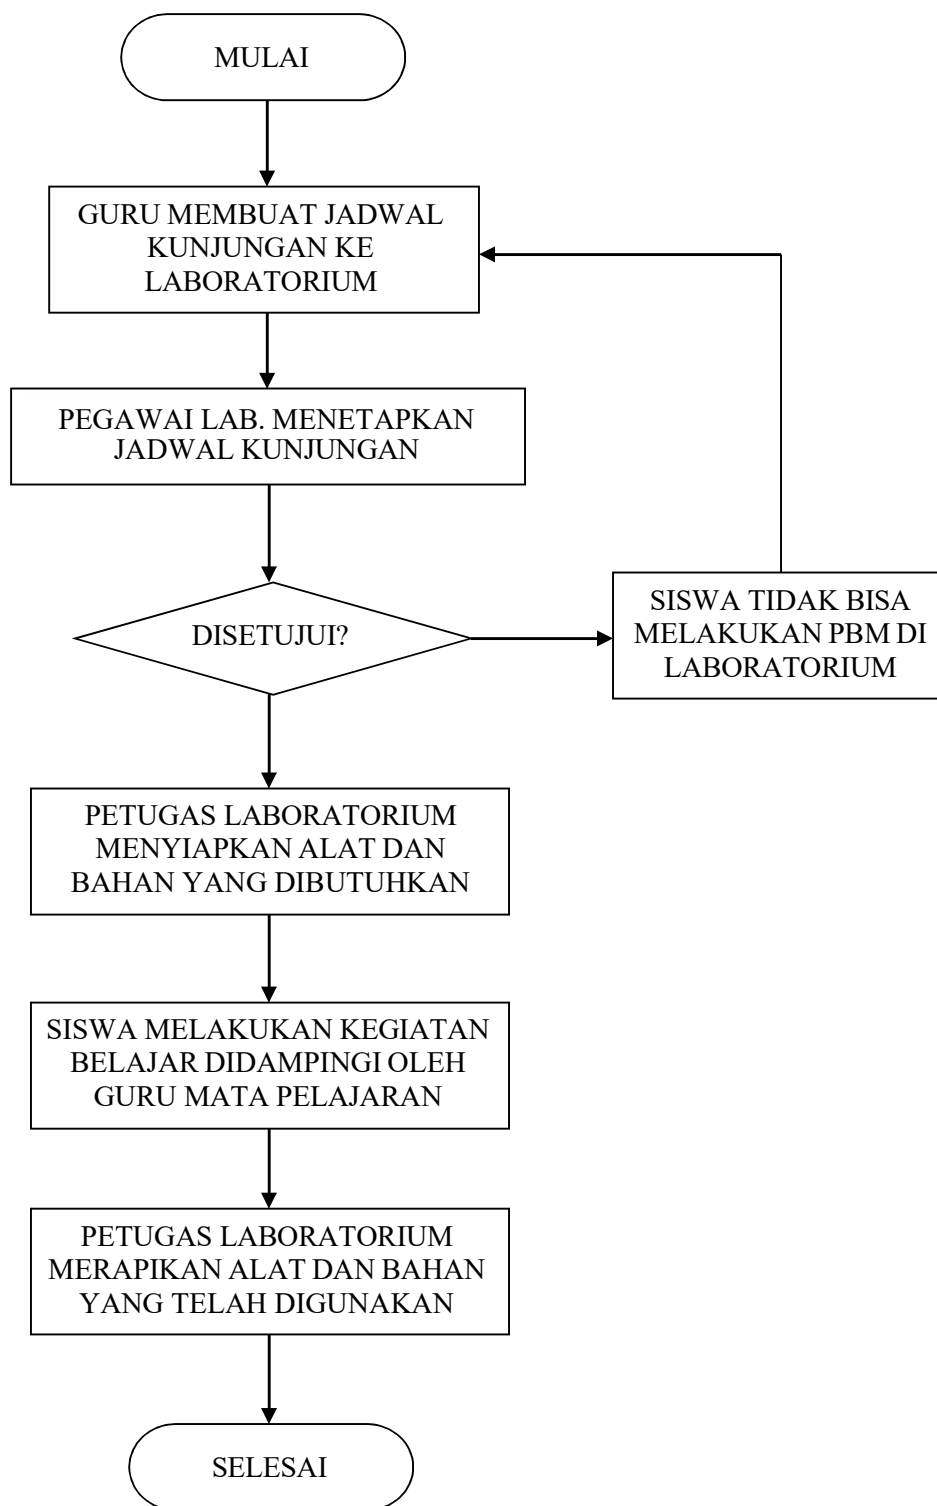 MULAI
GURU MEMBUAT JADWAL
KUNJUNGAN KE
LABORATORIUM
PEGAWAI LAB. MENETAPKAN
JADWAL KUNJUNGAN
DISETUJUI?
SISWA TIDAK BISA
MELAKUKAN PBM DI
LABORATORIUM
PETUGAS LABORATORIUM
MENYIAPKAN ALAT DAN
BAHAN YANG DIBUTUHKAN
SISWA MELAKUKAN KEGIATAN
BELAJAR DIDAMPINGI OLEH
GURU MATA PELAJARAN
PETUGAS LABORATORIUM
MERAPIKAN ALAT DAN BAHAN
YANG TELAH DIGUNAKAN
SELESAI